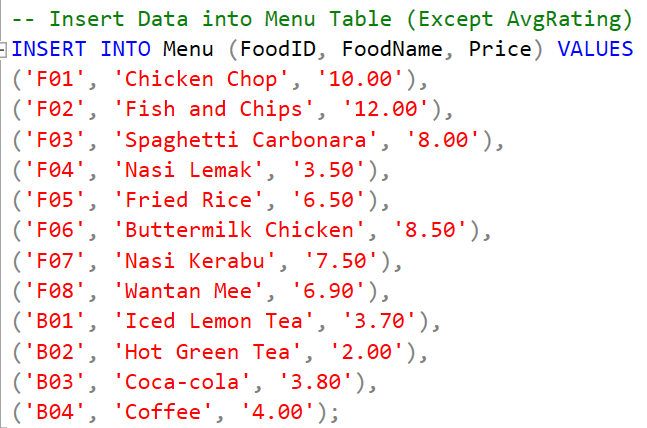 -- Insert Data into Menu Table (Except AvgRating)
INSERT INTO Menu (FoodID, FoodName, Price) VALUES
('F01', 'Chicken Chop', '10.00'),
('F02', 'Fish and Chips', '12.00'),
('F03', 'Spaghetti Carbonara', '8.00'),
('F04', 'Nasi Lemak', '3.50'),
('F05', 'Fried Rice', '6.50'),
('F06', 'Buttermilk Chicken', '8.50'),
('F07', 'Nasi Kerabu', '7.50'),
('F08', 'Wantan Mee', '6.90'),
('B01', 'Iced Lemon Tea', '3.70'),
('B02', 'Hot Green Tea', '2.00'),
('B03', 'Coca-cola', '3.80'),
('B04', 'Coffee', '4.00');